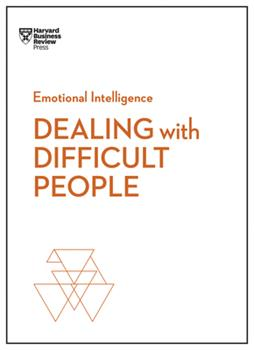 Harvard
Business
Review
Press
Emotional Intelligence
DEALING with
DIFFICULT
PEOPLE